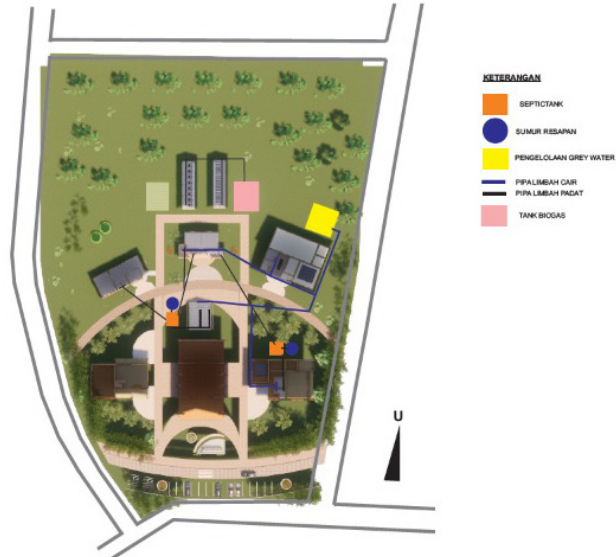 KETERANGAN
SEPTICTANK
SUMUR RESAPAN
PENGELOLAAN GREY WATER
PIPA LIMBAH CAIR
PIPA LIMBAH PADAT
TANK BIOGAS
U